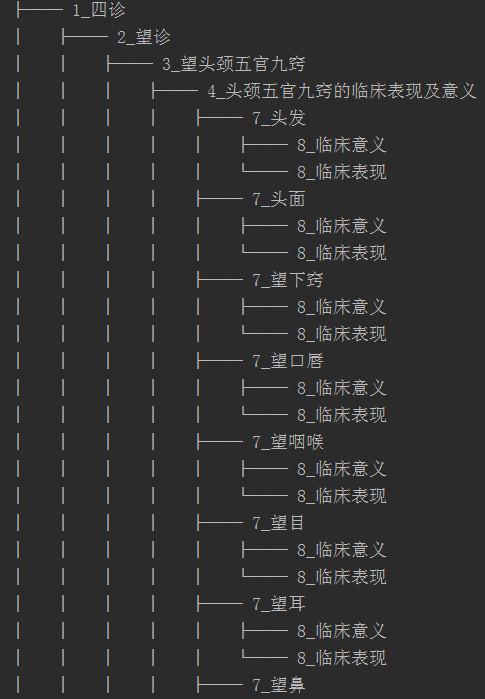 1_四诊
2_望诊
3_望头颈五官九窍
4_头颈五官九窍的临床表现及意义
7_头发
8_临床意义
8_临床表现
7_头面
8_临床意义
8_临床表现
7_望下窍
8_临床意义
8_临床表现
7_望口唇
8_临床意义
8_临床表现
7_望咽喉
8_临床意义
8_临床表现
7_望目
8_临床意义
8_临床表现
7_望耳
8_临床意义
8_临床表现
7_望鼻